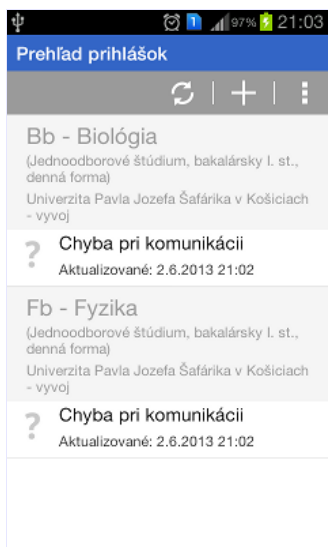 1 97% 21:03
Prehľad prihlášok
Bb - Biológia
(Jednoodborové štúdium, bakalársky I. st.,
denná forma)
Univerzita Pavla Jozefa Šafárika v Košiciach
- vyvoj
? Chyba pri komunikácii
Aktualizované: 2.6.2013 21:02
Fb - Fyzika
(Jednoodborové štúdium, bakalársky I. st.,
denná forma)
Univerzita Pavla Jozefa Šafárika v Košiciach
- vyvoj
? Chyba pri komunikácii
Aktualizované: 2.6.2013 21:02